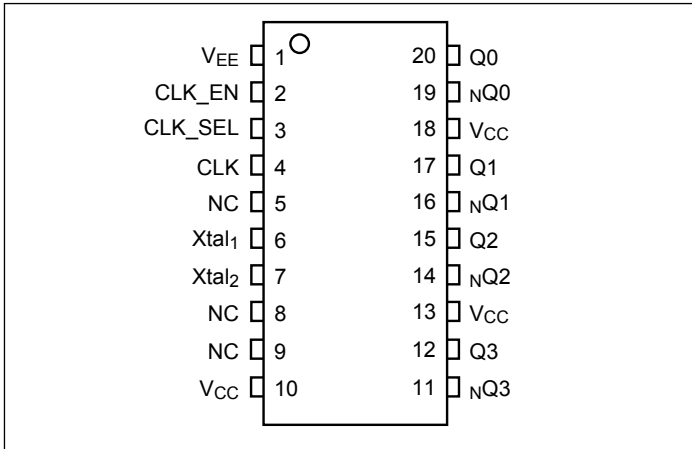 VEE 1 20 Q0
CLK_EN 2 19 NQ0
CLK_SEL 3 18 VCC
CLK 4 17 Q1
NC 5 16 NQ1
Xtal1 6 15 Q2
Xtal2 7 14 NQ2
NC 8 13 VCC
NC 9 12 Q3
VCC 10 11 NQ3